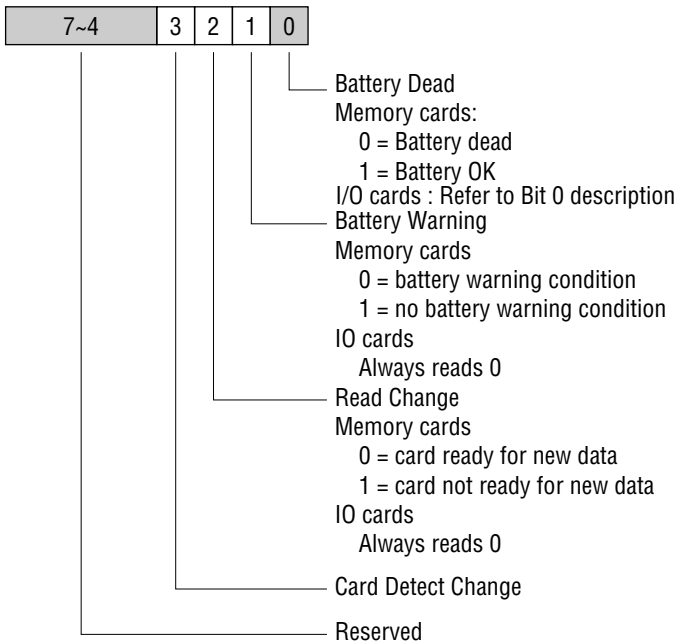 7~4 3 2 1 0
Battery Dead
Memory cards:
0 = Battery dead
1 = Battery OK
I/O cards : Refer to Bit 0 description
Battery Warning
Memory cards
0 = battery warning condition
1 = no battery warning condition
IO cards
Always reads 0
Read Change
Memory cards
0 = card ready for new data
1 = card not ready for new data
IO cards
Always reads 0
Card Detect Change
Reserved